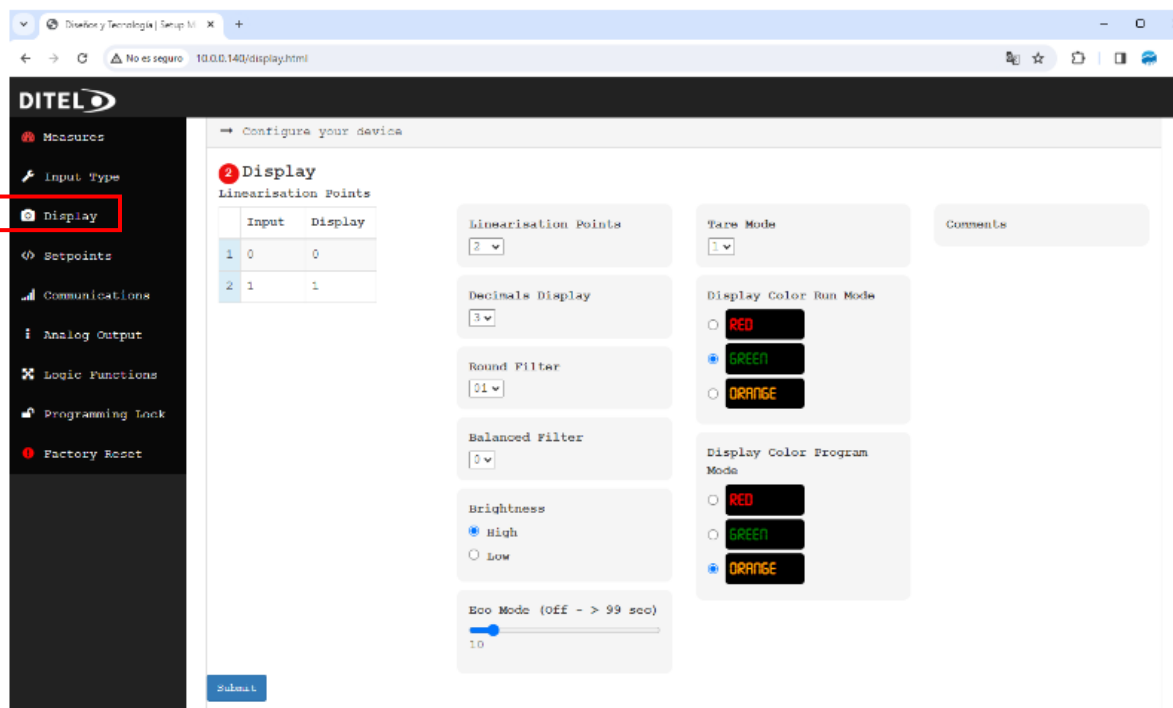 Diseños y Tecnología | Setup M
No es seguro 10.0.0.140/display.html
DITEL
Measures
Input Type
Display
Setpoints
Communications
Analog Output
Logic Functions
Programming Lock
Factory Reset
Configure your device
2 Display
Linearisation Points
Input Display
1 0 0
2 1 1
Linearisation Points
2
Decimals Display
3
Round Filter
01
Balanced Filter
0
Brightness
High
Low
Eco Mode (Off - > 99 sec)
10
Tare Mode
1
Display Color Run Mode
RED
GREEN
ORANGE
Display Color Program
Mode
RED
GREEN
ORANGE
Comments
Submit